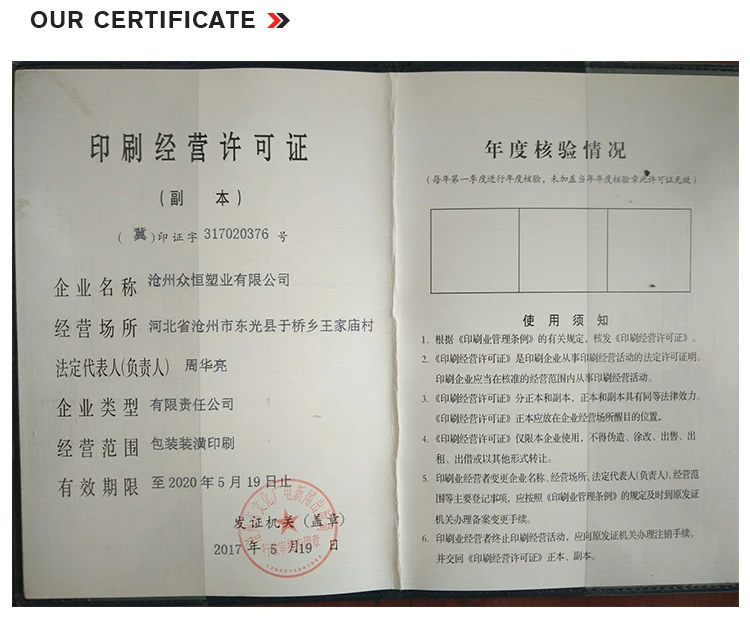 OUR CERTIFICATE
印刷经营许可证
(副 本)
(冀)印证字 317020376 号
企业名称 沧州众恒塑业有限公司
经营场所 河北省沧州市东光县于桥乡王家庙村
法定代表人(负责人) 周华亮
企业类型 有限责任公司
经营范围 包装装潢印刷
有效期限 至2020年5月19日止
发证机关(盖章)
2017年5月19日
年度核验情况
(每年第一季度进行年度核验,未加盖当年年度核验章此许可证无效)
使用须知
1. 根据《印刷业管理条例》的有关规定,核发《印刷经营许可证》。
2. 《印刷经营许可证》是印刷企业从事印刷经营活动的法定许可证明。
印刷企业应当在核准的经营范围内从事印刷经营活动。
3. 《印刷经营许可证》分正本和副本,正本和副本具有同等法律效力。
《印刷经营许可证》正本应放在企业经营场所醒目的位置。
4. 《印刷经营许可证》仅限本企业使用,不得伪造、涂改、出售、出
租、出借或以其他形式转让。
5. 印刷业经营者变更企业名称、经营场所、法定代表人(负责人)、经营范
围等主要登记事项,应按照《印刷业管理条例》的规定及时到原发证
机关办理备案变更手续。
6. 印刷业经营者终止印刷经营活动,应向原发证机关办理注销手续,
并交回《印刷经营许可证》正本、副本。